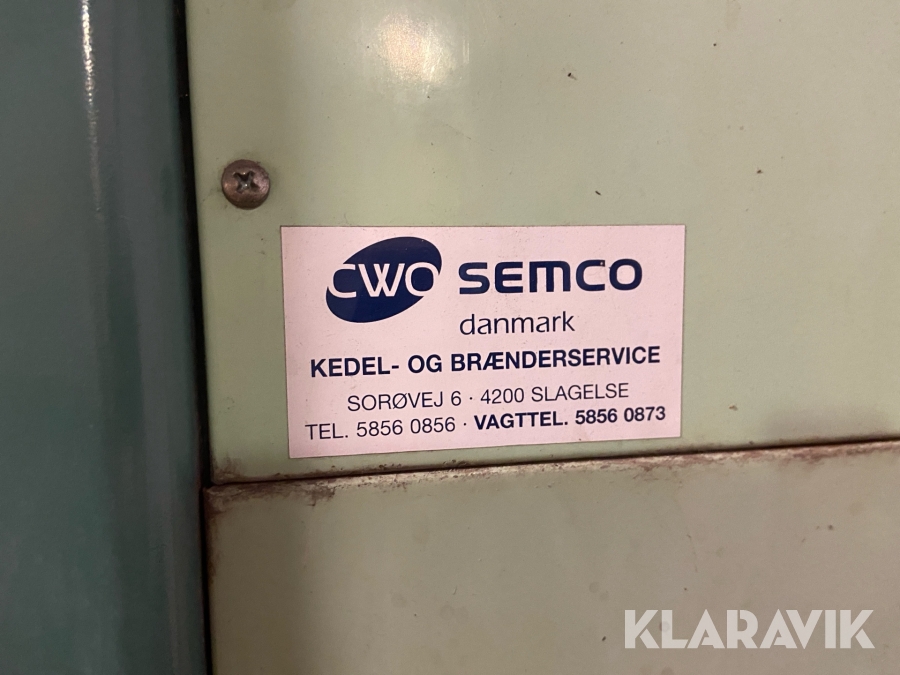 CWO SEMCO
danmark
KEDEL- OG BRÆNDERSERVICE
SORØVEJ 6 · 4200 SLAGELSE
TEL. 5856 0856 · VAGTTEL. 5856 0873
KLARAVIK